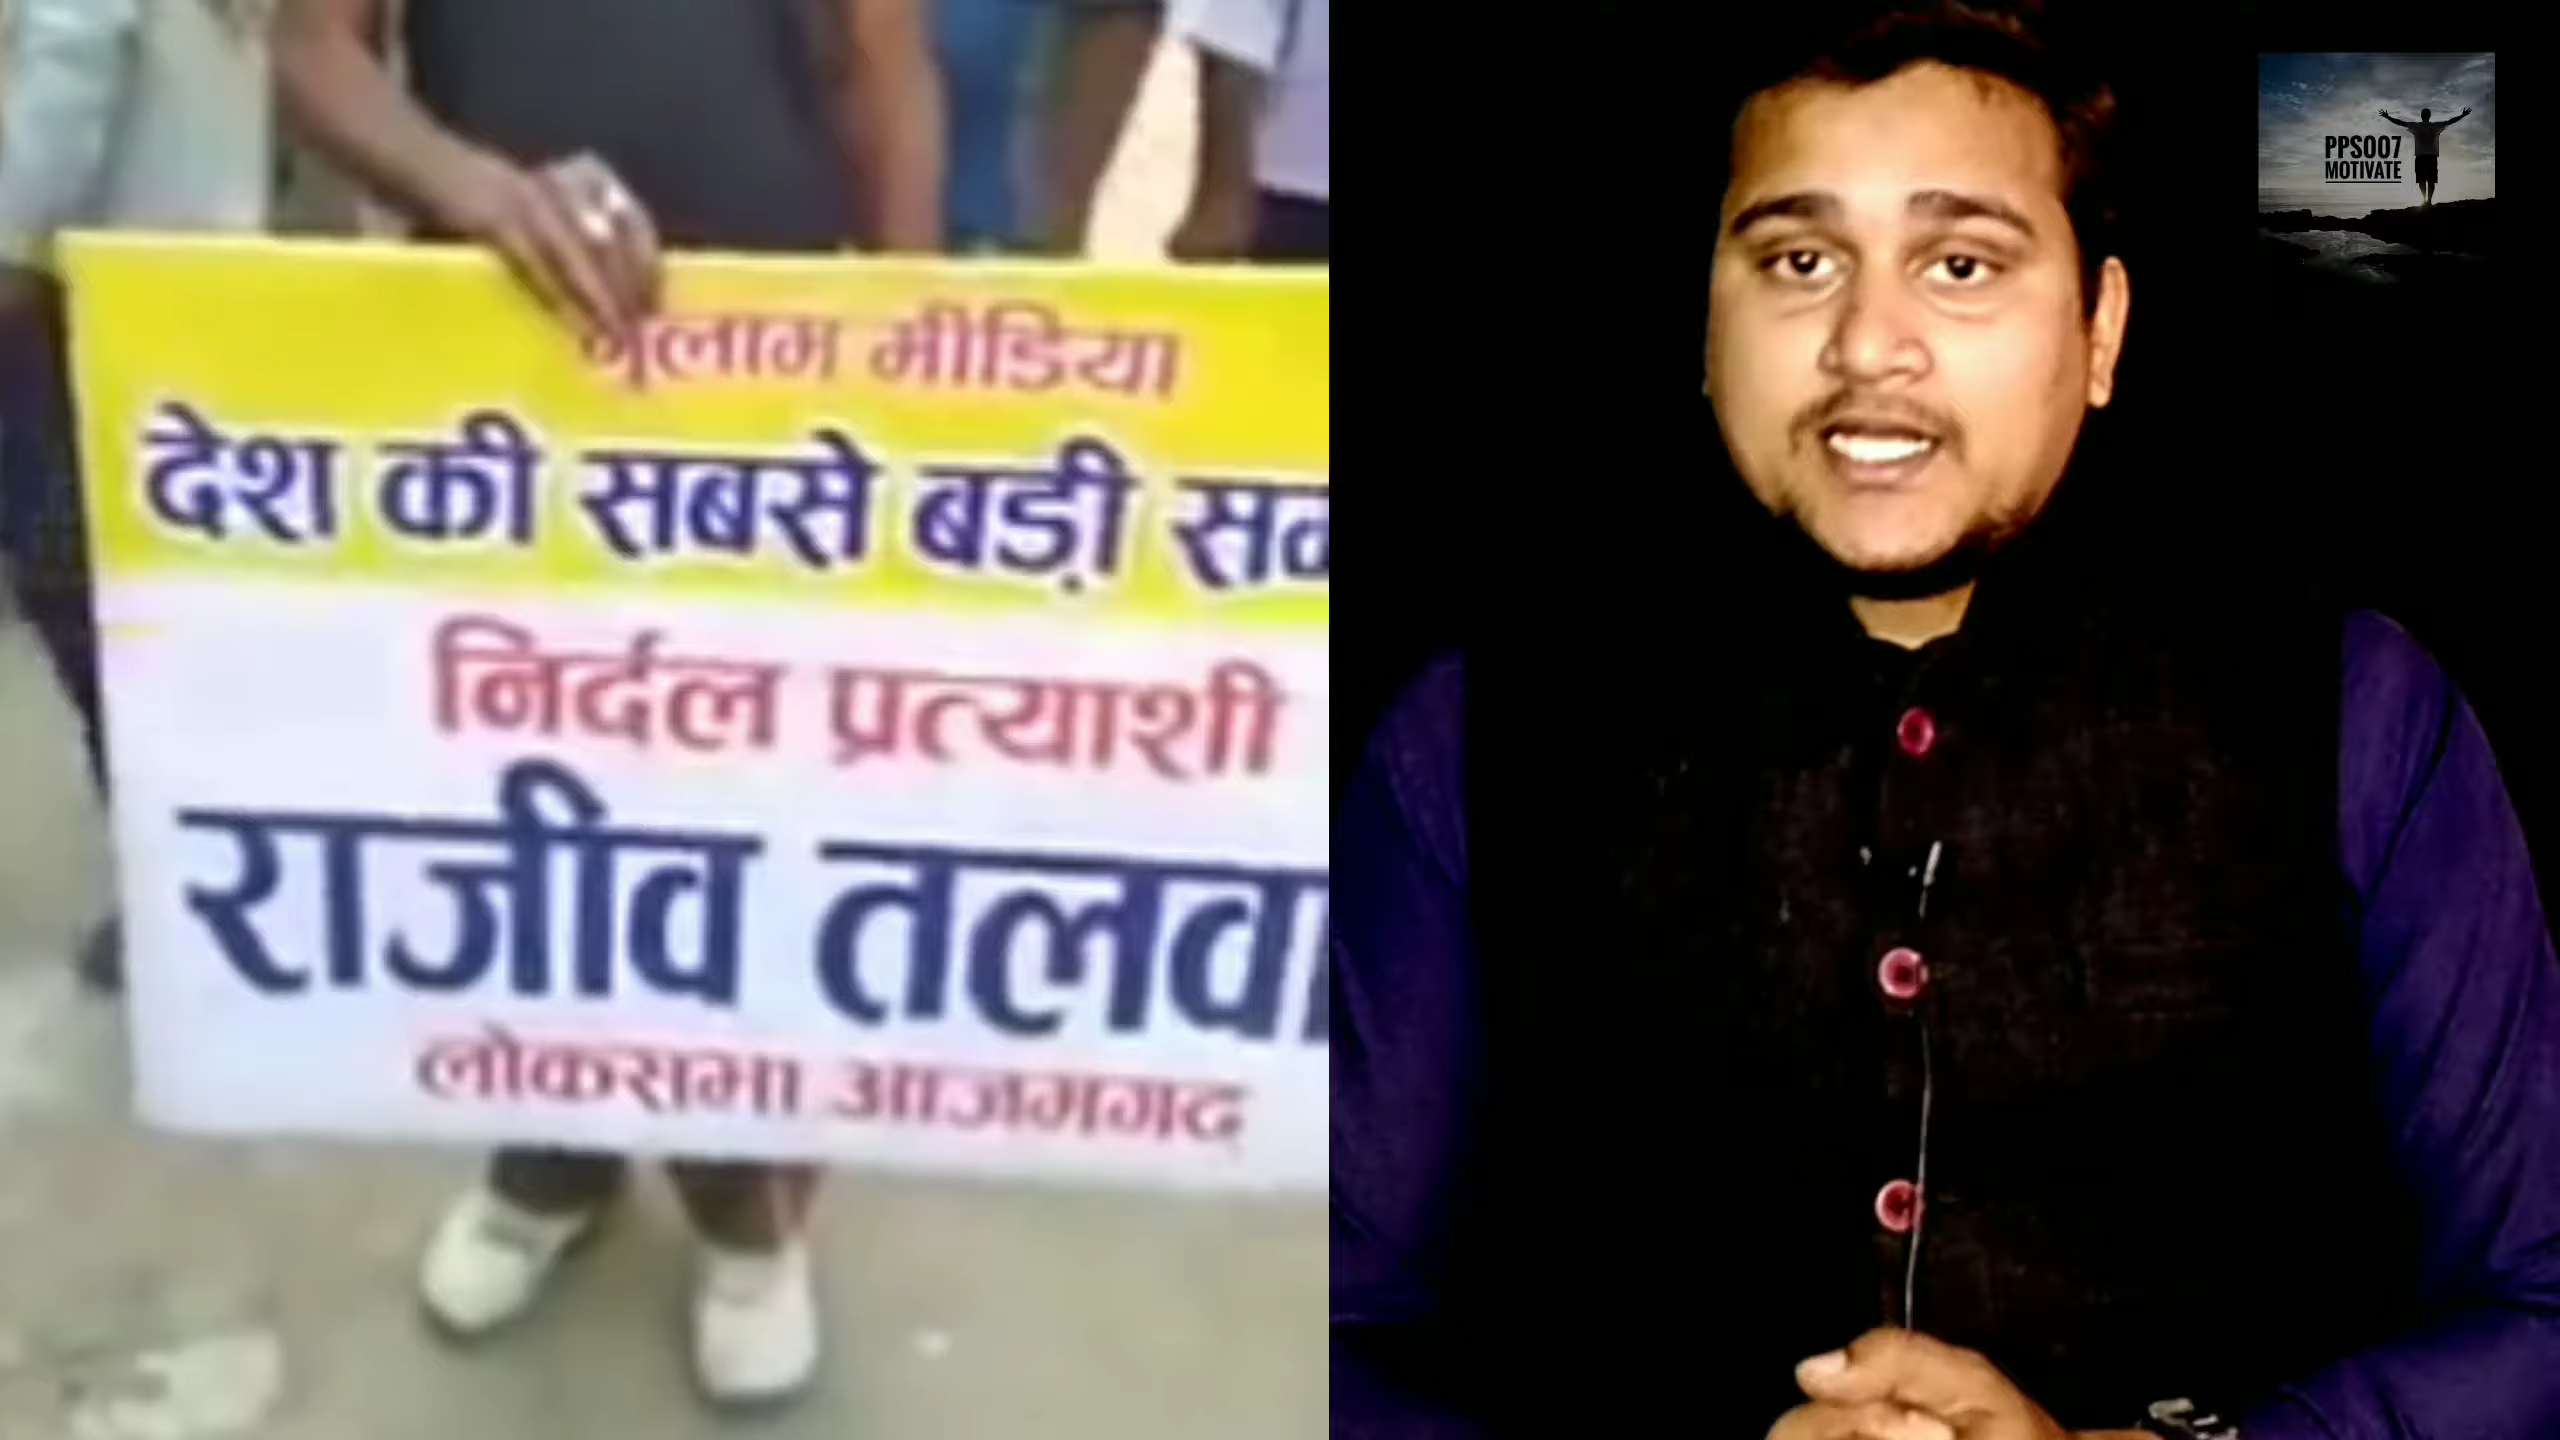 गुलाम मीडिया
देश की सबसे बड़ी
निर्दल प्रत्याशी
राजीव
लोकसभा आजमगढ़
PPS007
MOTIVATE